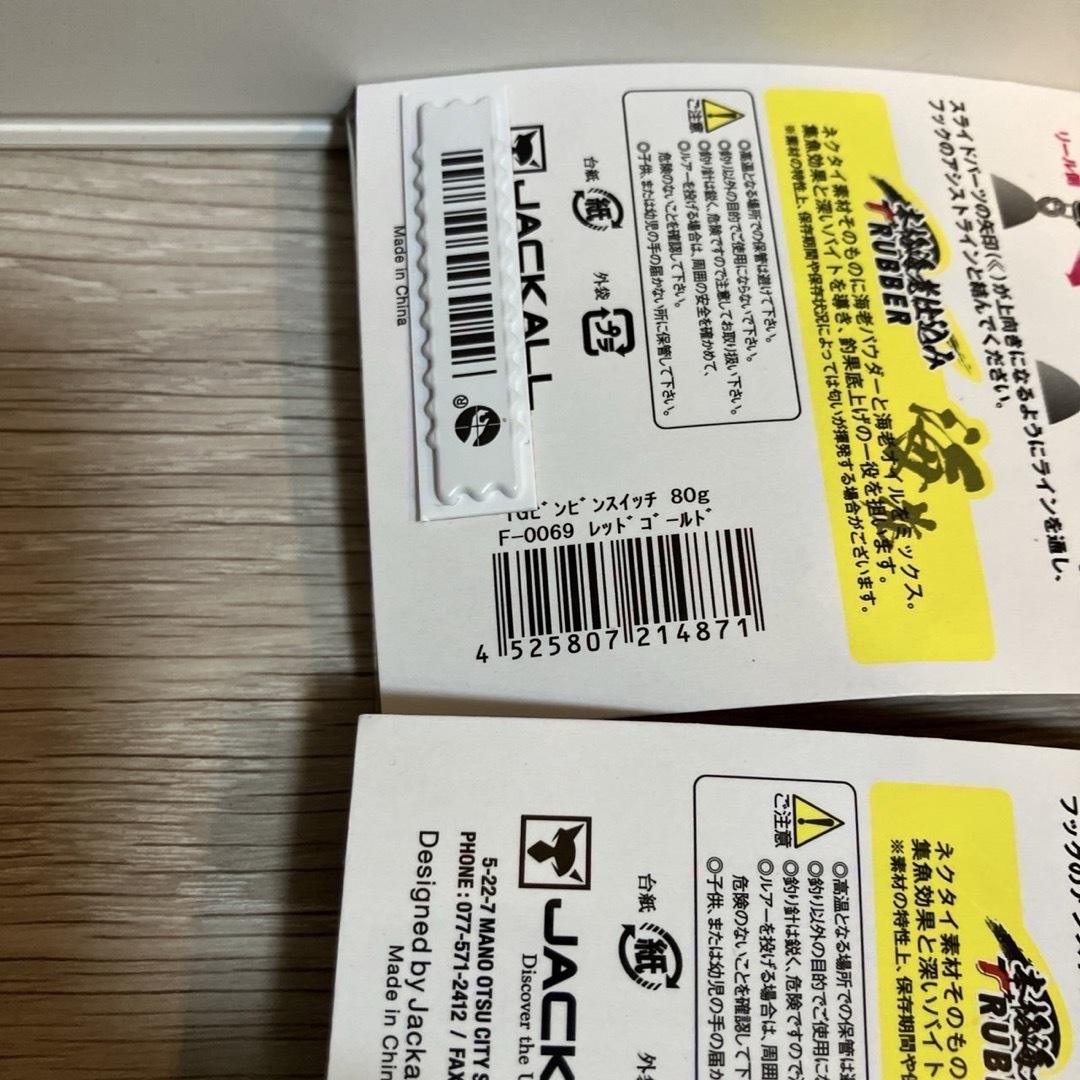 リール側
スライドパーツの矢印(≪)が上向きになるようにラインを通し、
フックのアシストラインと結んでください。
海老仕込み
RUBBER
ネクタイ素材そのものに海老パウダーと海老オイルをミックス。
集魚効果と深いバイトを導き、釣果底上げの一役を担います。
※素材の特性上、保存期間や保存状況によっては匂いが揮発する場合がございます。
ご注意
◎高温となる場所での保管は避けて下さい。
◎釣り以外の目的でご使用にならないで下さい。
◎釣り針は鋭く、危険ですので注意してお取り扱い下さい。
◎ルアーを投げる場合は、周囲の安全を確かめて、
危険のないことを確認して下さい。
◎子供、または幼児の手の届かない所に保管して下さい。
台紙
紙
外袋
プラ
JACKALL
®
Made in China
TGビンビンスイッチ 80g
F-0069 レッドゴールド
4 525807 214871
ネクタイ素材そのもの
集魚効果と深いバイト
※素材の特性上、保存期間や
RUBB
ご注意
◎高温となる場所での保管は
◎釣り以外の目的でご使用に
◎釣り針は鋭く、危険ですので
◎ルアーを投げる場合は、周囲
危険のないことを確認して下
◎子供、または幼児の手の届か
台紙
紙
JACK
Discover the
5-22-7 MANO OTSU CITY S
PHONE : 077-571-2412 / FAX
Designed by Jacka
Made in Chin